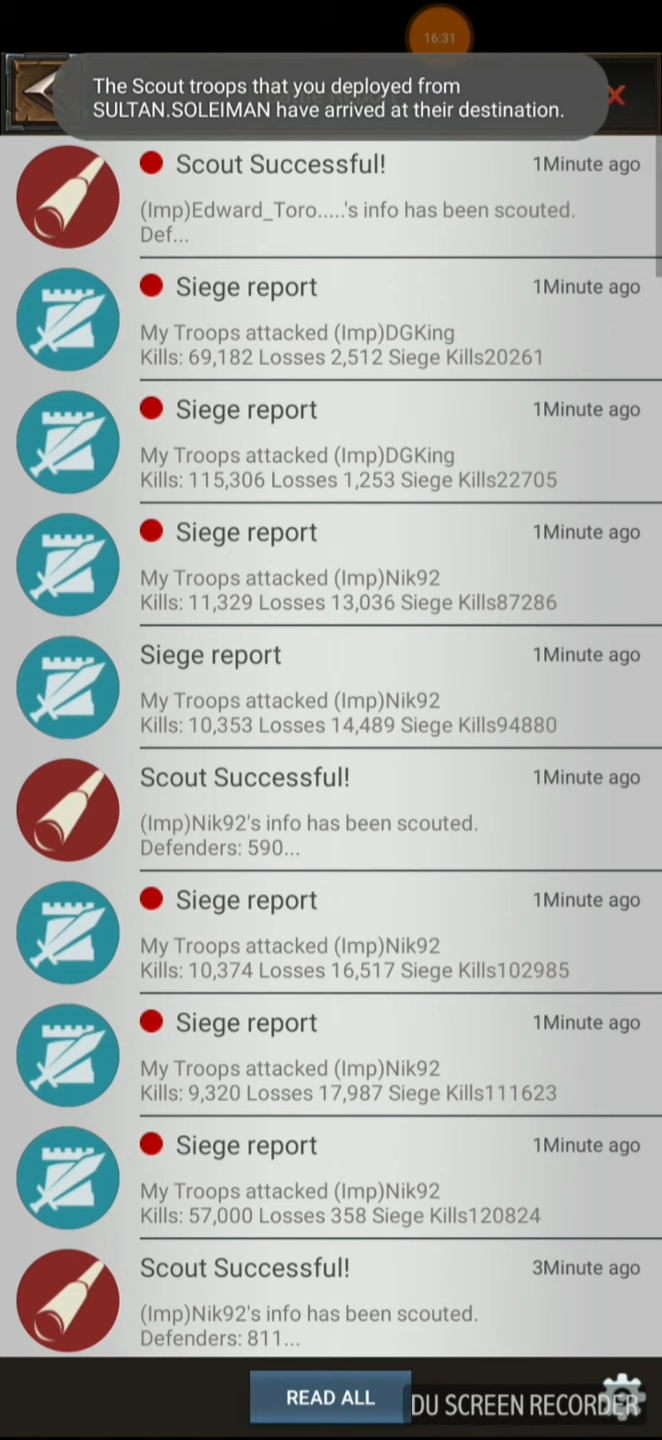 16:31
The Scout troops that you deployed from
SULTAN.SOLEIMAN have arrived at their destination.
Scout Successful! 1Minute ago
(Imp)Edward_Toro.....'s info has been scouted.
Def...
Siege report 1Minute ago
My Troops attacked (Imp)DGKing
Kills: 69,182 Losses 2,512 Siege Kills20261
Siege report 1Minute ago
My Troops attacked (Imp)DGKing
Kills: 115,306 Losses 1,253 Siege Kills22705
Siege report 1Minute ago
My Troops attacked (Imp)Nik92
Kills: 11,329 Losses 13,036 Siege Kills87286
Siege report 1Minute ago
My Troops attacked (Imp)Nik92
Kills: 10,353 Losses 14,489 Siege Kills94880
Scout Successful! 1Minute ago
(Imp)Nik92's info has been scouted.
Defenders: 590...
Siege report 1Minute ago
My Troops attacked (Imp)Nik92
Kills: 10,374 Losses 16,517 Siege Kills102985
Siege report 1Minute ago
My Troops attacked (Imp)Nik92
Kills: 9,320 Losses 17,987 Siege Kills111623
Siege report 1Minute ago
My Troops attacked (Imp)Nik92
Kills: 57,000 Losses 358 Siege Kills120824
Scout Successful! 3Minute ago
(Imp)Nik92's info has been scouted.
Defenders: 811...
READ ALL
DU SCREEN RECORDER